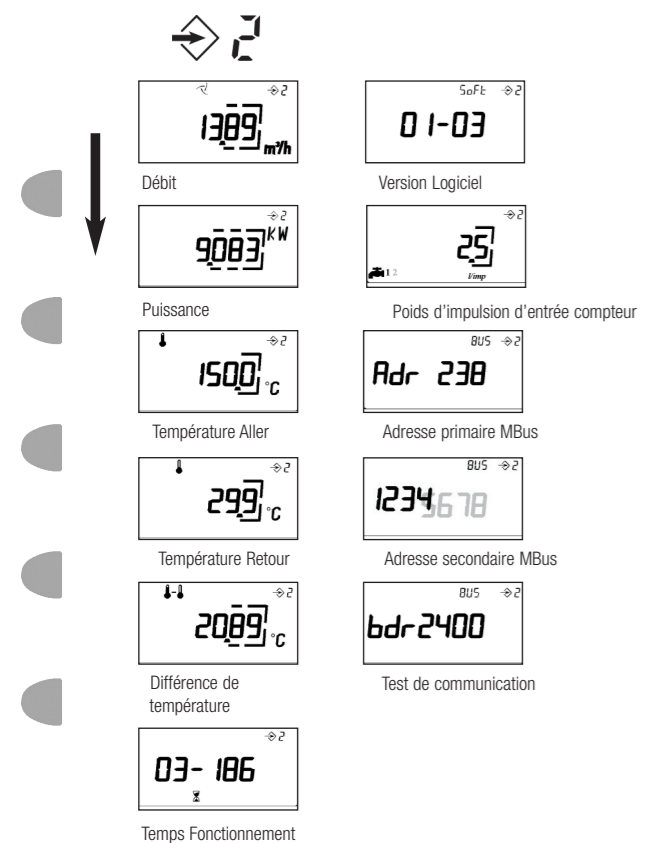 2
2
1389
m³/h
Débit
2
9083
KW
Puissance
2
1500
°C
Température Aller
2
299
°C
Température Retour
2
2089
°C
Différence de
température
2
03- 186
Temps Fonctionnement
SoFt 2
01-03
Version Logiciel
2
25
1 2
l/imp
Poids d'impulsion d'entrée compteur
BUS 2
Adr 238
Adresse primaire MBus
BUS 2
12345678
Adresse secondaire MBus
BUS 2
bdr2400
Test de communication